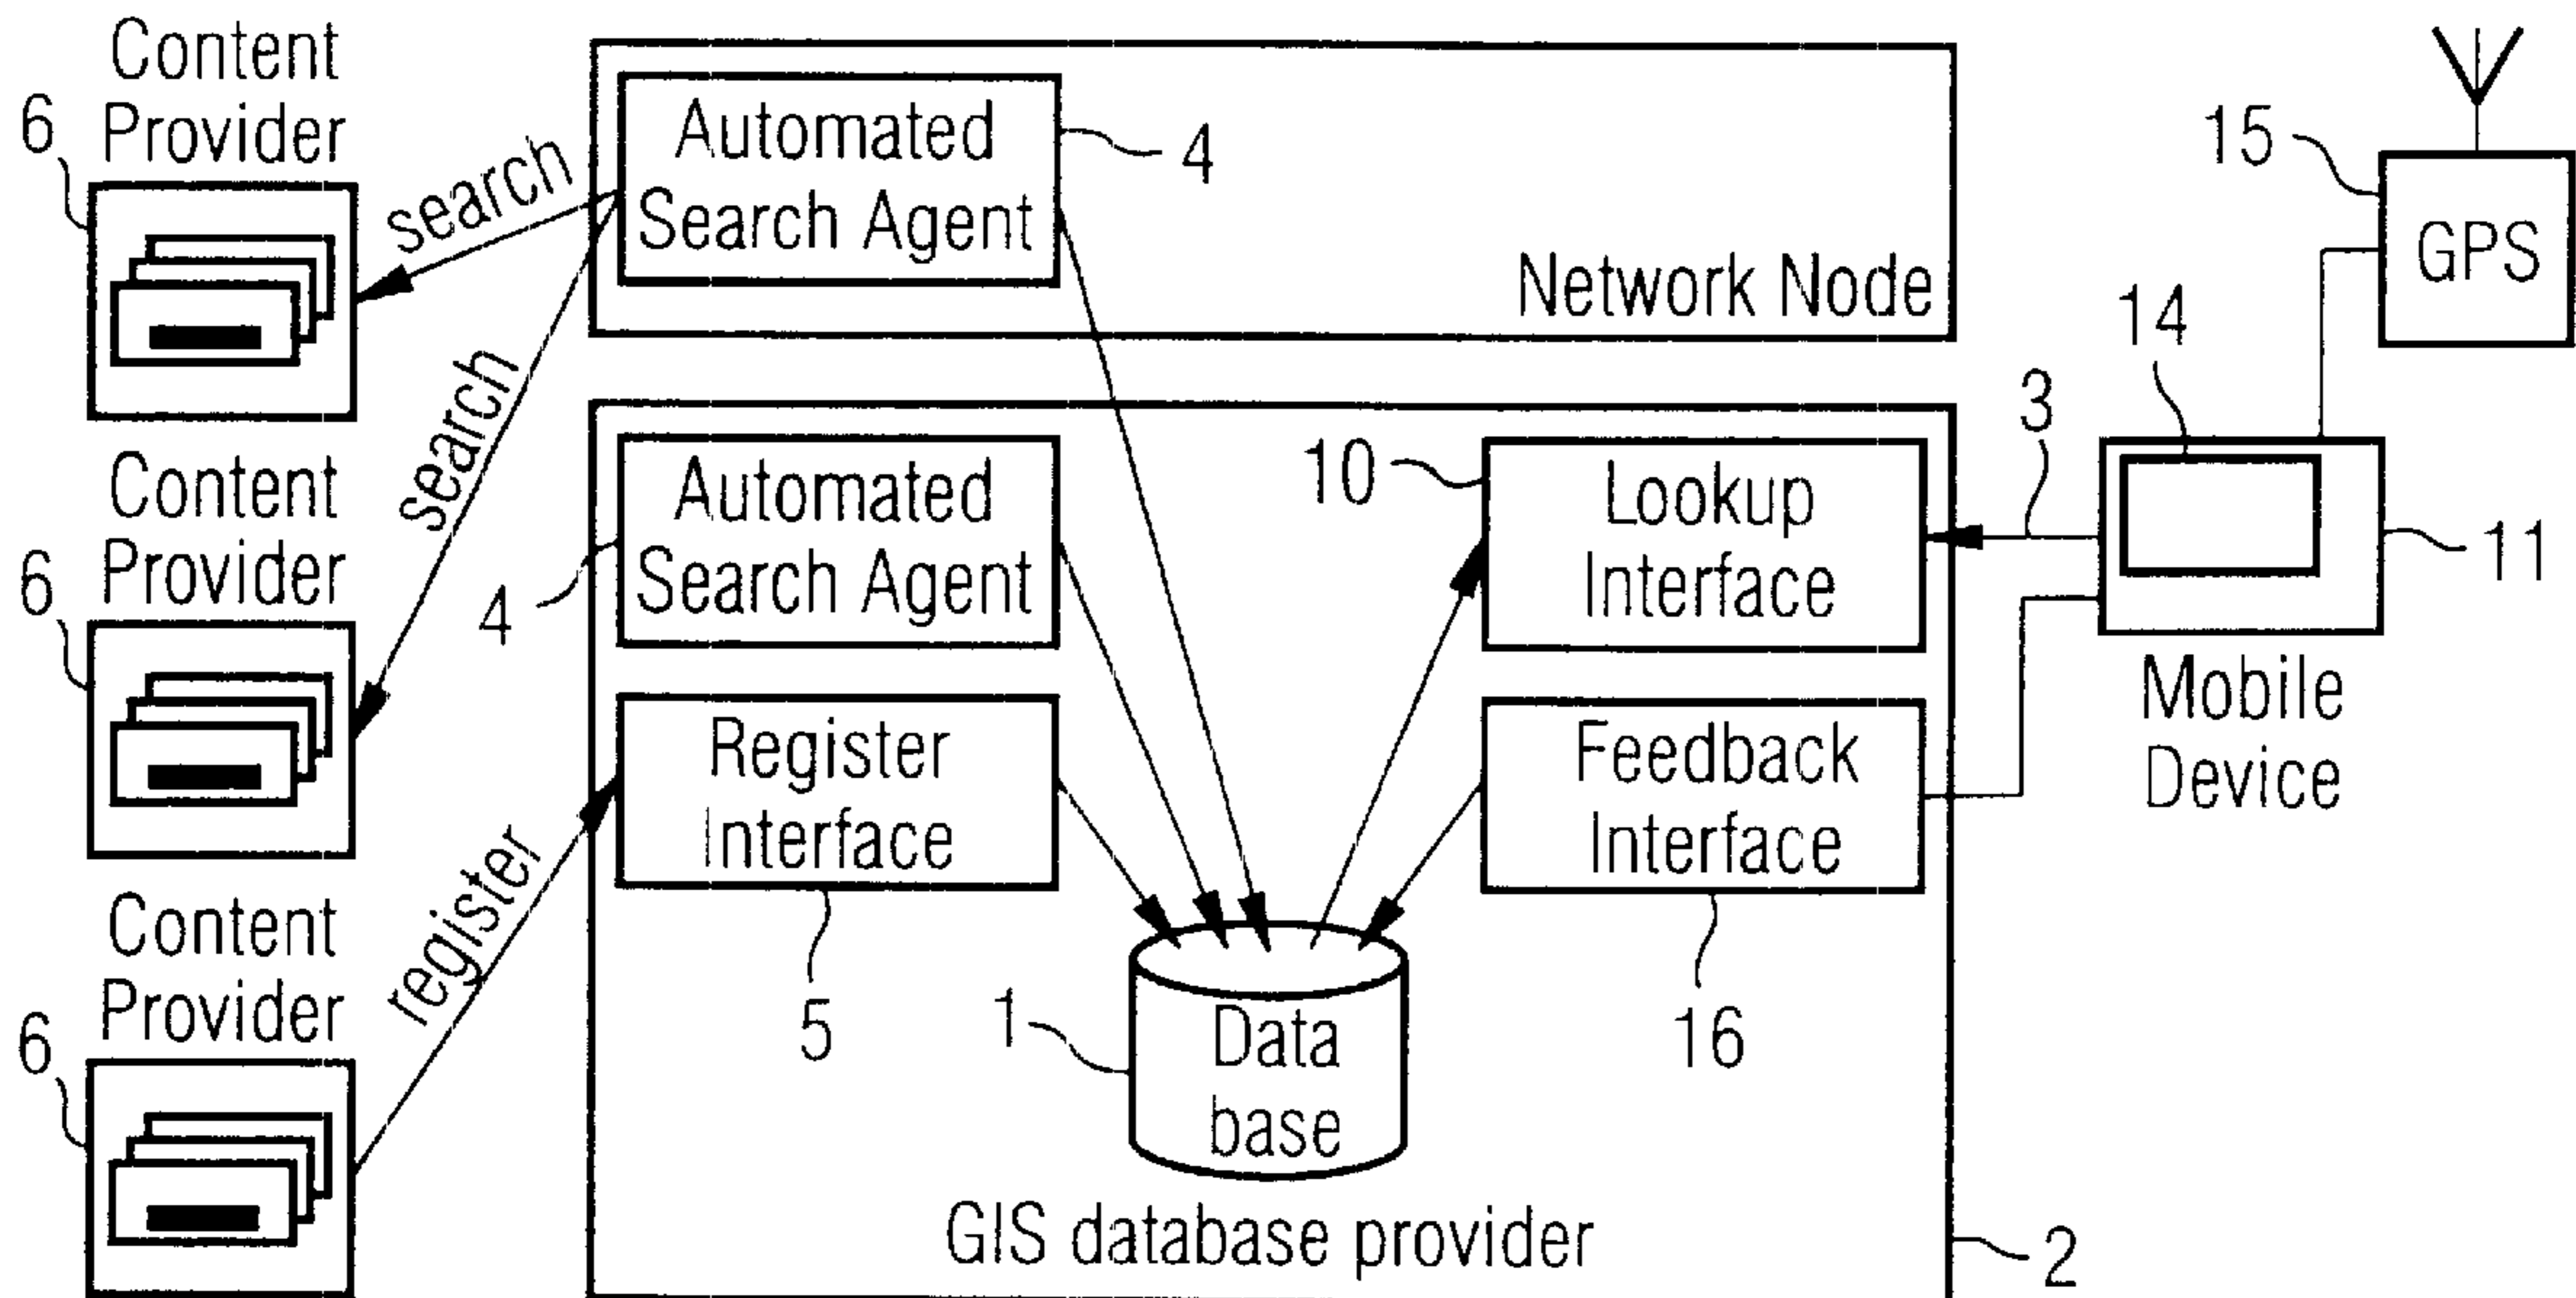 Content
Provider
6
search
search
Automated
Search Agent
4
Network Node
15
GPS
14
3
11
Mobile
Device
Content
Provider
6
Automated
Search Agent
4
10
Lookup
Interface
Register
Interface
5
Feedback
Interface
16
register
Content
Provider
6
1
Data
base
GIS database provider
2